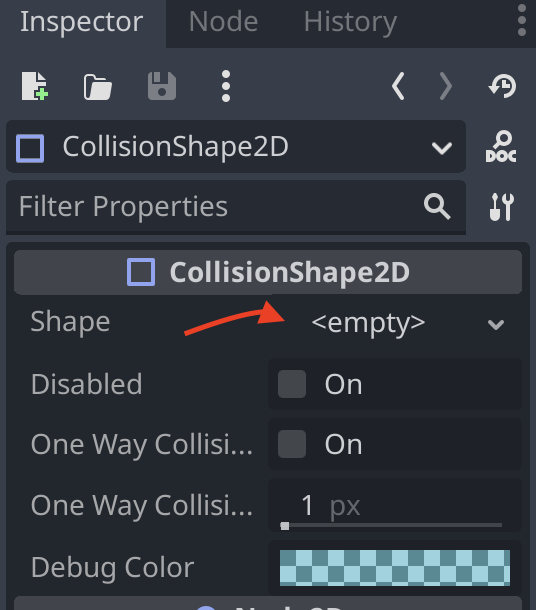 Inspector Node History
CollisionShape2D
DOC
Filter Properties
CollisionShape2D
Shape <empty>
Disabled On
One Way Collisi... On
One Way Collisi... 1 px
Debug Color